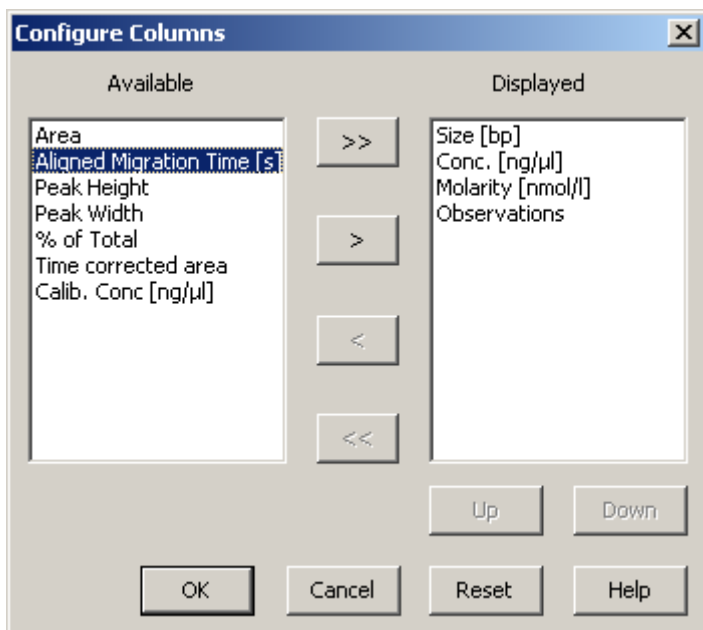 Configure Columns
Available
Displayed
Area
Aligned Migration Time [s]
Peak Height
Peak Width
% of Total
Time corrected area
Calib. Conc [ng/µl]
>>
>
<
<<
Size [bp]
Conc. [ng/µl]
Molarity [nmol/l]
Observations
Up
Down
OK
Cancel
Reset
Help